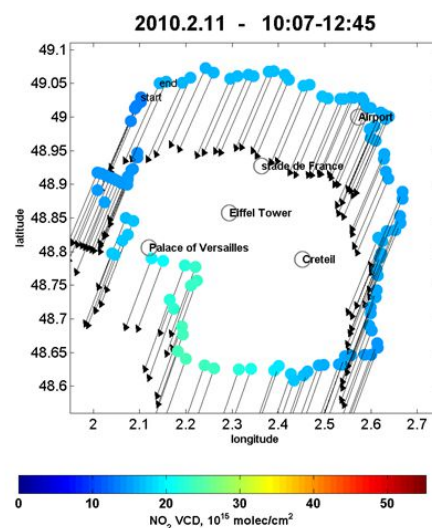 2010.2.11 - 10:07-12:45
49.1
49.05
49
48.95
48.9
48.85
48.8
48.75
48.7
48.65
48.6
latitude
end
start
Airport
stade de France
Eiffel Tower
Palace of Versailles
Creteil
2 2.1 2.2 2.3 2.4 2.5 2.6 2.7
longitude
0 10 20 30 40 50
NO2 VCD, 10^15 molec/cm^2